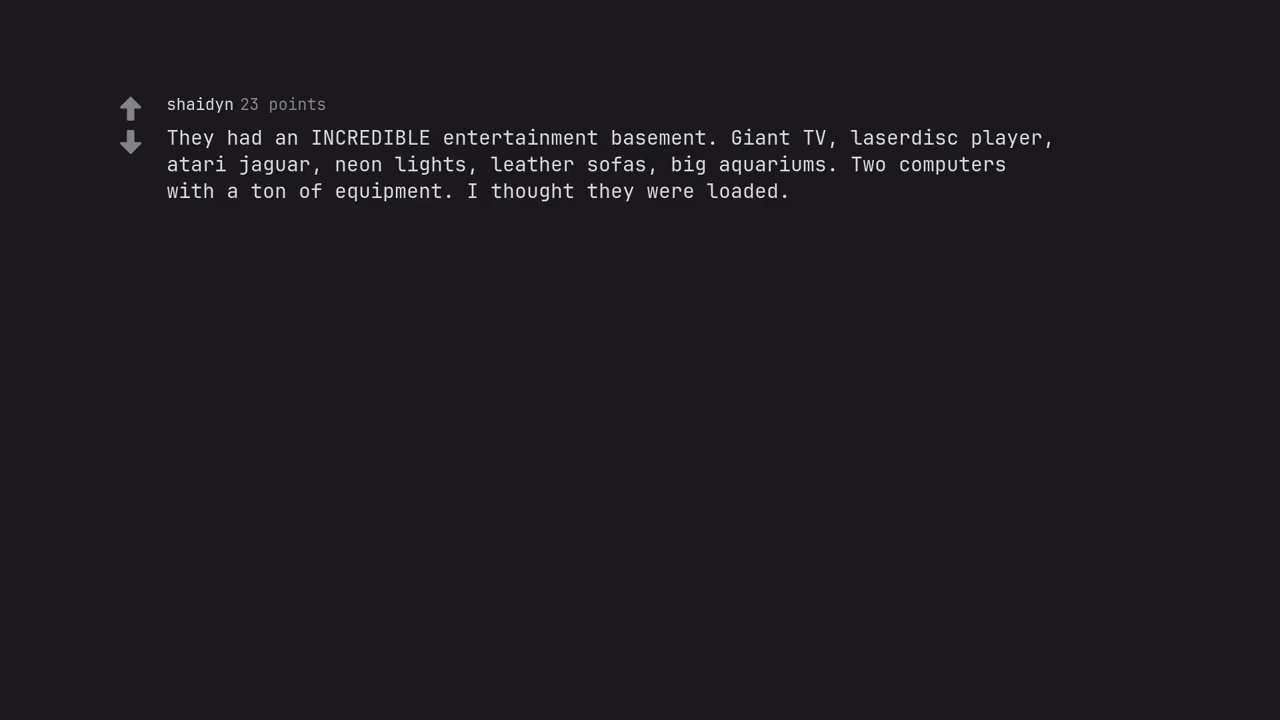 shaidyn 23 points
They had an INCREDIBLE entertainment basement. Giant TV, laserdisc player,
atari jaguar, neon lights, leather sofas, big aquariums. Two computers
with a ton of equipment. I thought they were loaded.